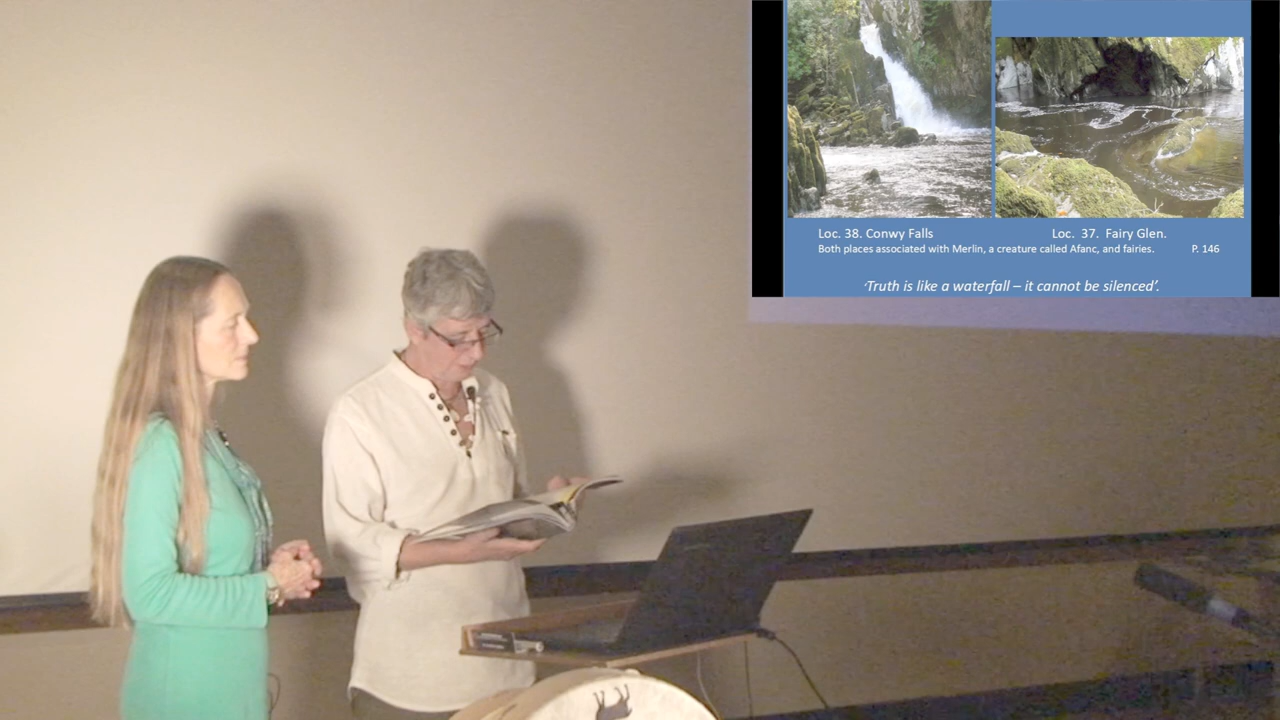 Loc. 38. Conwy Falls
Loc. 37. Fairy Glen.
Both places associated with Merlin, a creature called Afanc, and fairies. P. 146
‘Truth is like a waterfall – it cannot be silenced’.